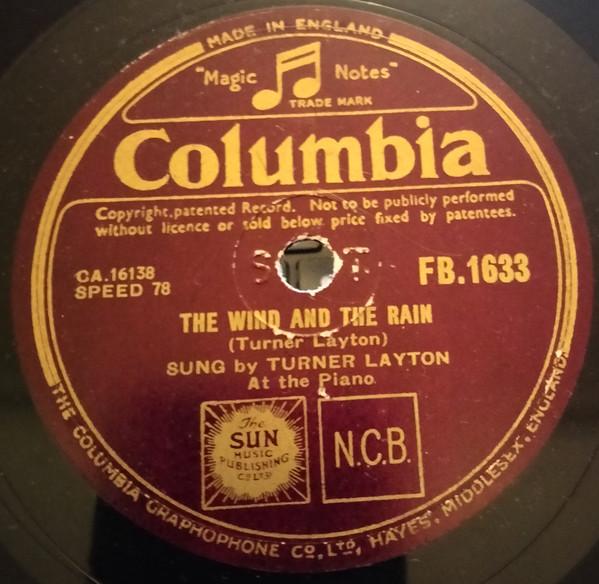 MADE IN ENGLAND
"Magic Notes"
TRADE MARK
Columbia
Copyright, patented Record. Not to be publicly performed
without licence or sold below price fixed by patentees.
CA.16138
SPEED 78
FB.1633
THE WIND AND THE RAIN
(Turner Layton)
SUNG by TURNER LAYTON
At the Piano.
The
SUN
MUSIC
PUBLISHING
CO LTD
N.C.B.
THE COLUMBIA GRAPHOPHONE CO., LTD., HAYES, MIDDLESEX, ENGLAND.